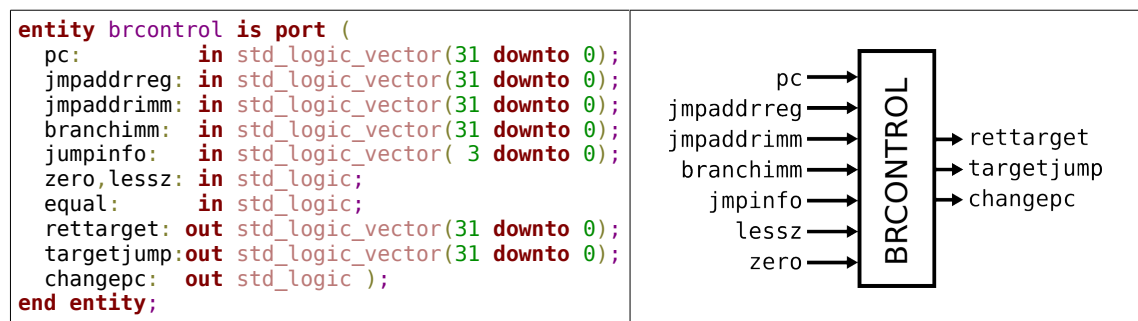 entity brcontrol is port (
  pc:         in std_logic_vector(31 downto 0);
  jmpaddrreg: in std_logic_vector(31 downto 0);
  jmpaddrimm: in std_logic_vector(31 downto 0);
  branchimm:  in std_logic_vector(31 downto 0);
  jumpinfo:   in std_logic_vector( 3 downto 0);
  zero,lessz: in std_logic;
  equal:      in std_logic;
  rettarget: out std_logic_vector(31 downto 0);
  targetjump:out std_logic_vector(31 downto 0);
  changepc:  out std_logic );
end entity;
pc
jmpaddrreg
jmpaddrimm
branchimm
jmpinfo
lessz
zero
BRCONTROL
rettarget
targetjump
changepc